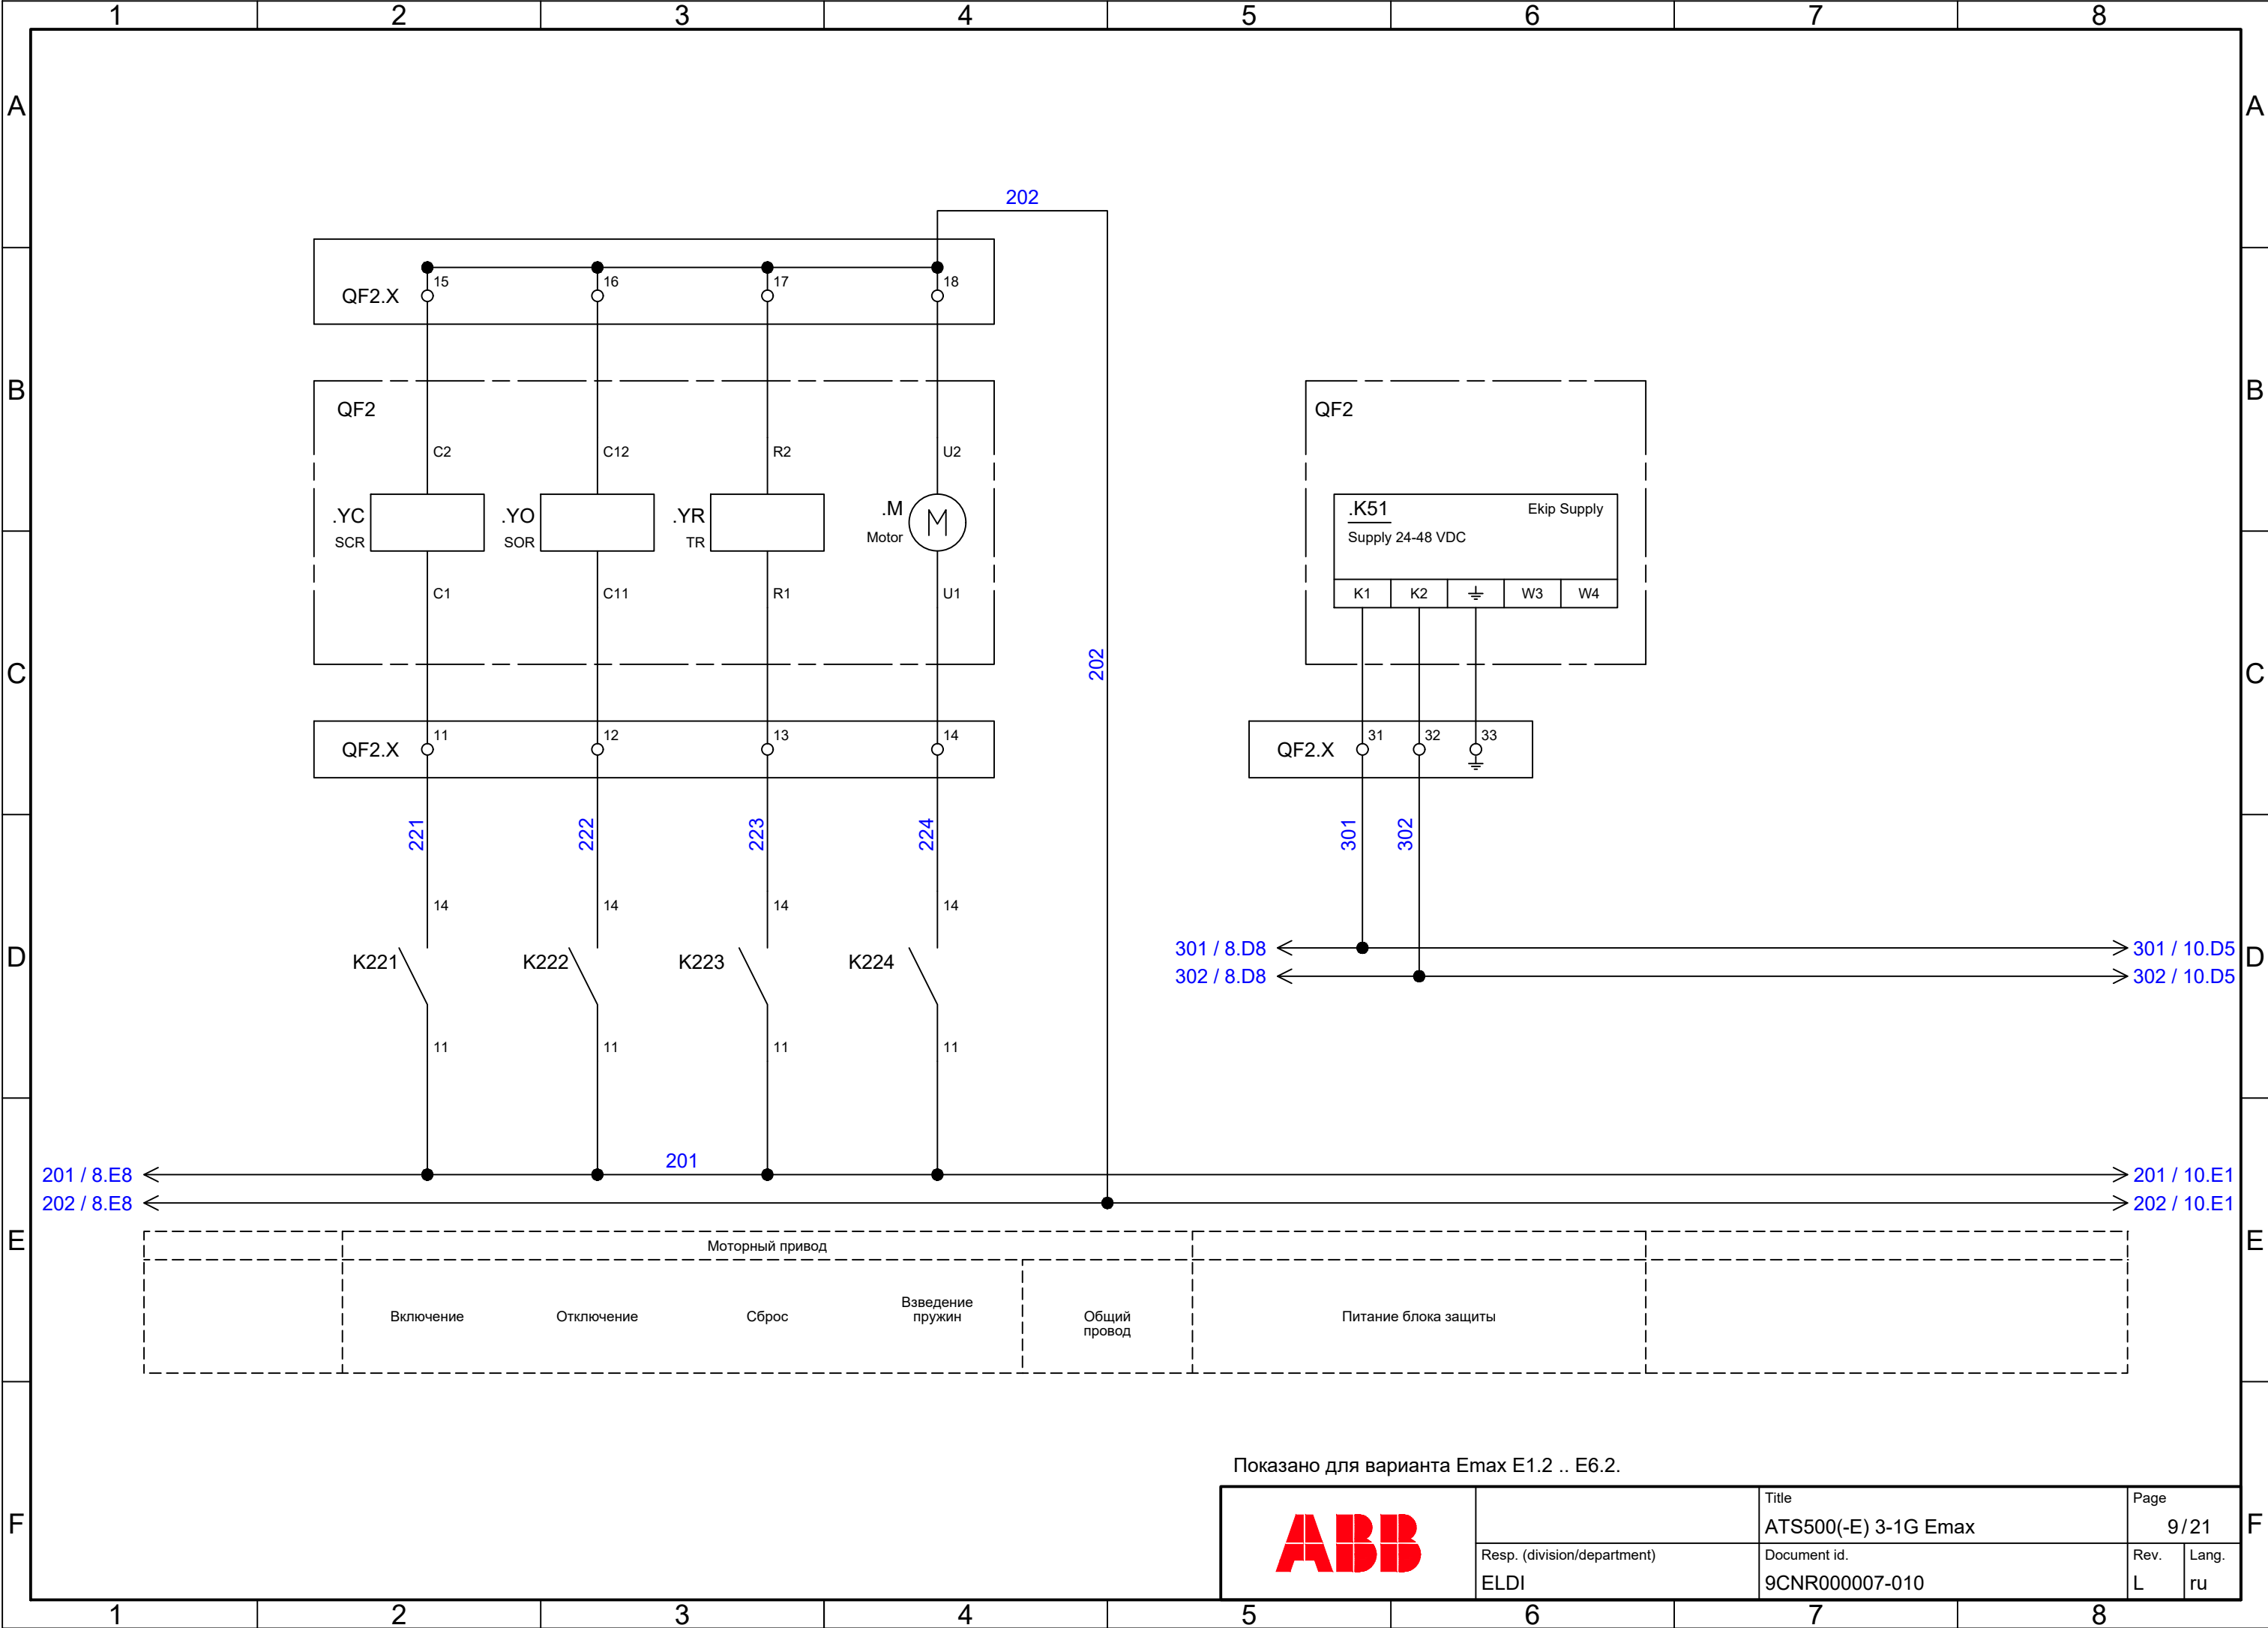 1 2 3 4 5 6 7 8
A A
202
QF2.X 15 16 17 18
B B
QF2 QF2
C2 C12 R2 U2
.YC .YO .YR .M M
SCR SOR TR Motor
.K51 Ekip Supply
Supply 24-48 VDC
K1 K2 W3 W4
C1 C11 R1 U1
202
C C
QF2.X 11 12 13 14
QF2.X 31 32 33
221 222 223 224 301 302
14 14 14 14
301 / 8.D8 301 / 10.D5
D D
K221 K222 K223 K224
302 / 8.D8 302 / 10.D5
11 11 11 11
201 / 8.E8 201 201 / 10.E1
202 / 8.E8 202 / 10.E1
E E
Моторный привод
Включение Отключение Сброс
Взведение
пружин
Общий
провод
Питание блока защиты
Показано для варианта Emax E1.2 .. E6.2.
F F
ABB
Title
ATS500(-E) 3-1G Emax
Page
9/21
Resp. (division/department)
ELDI
Document id.
9CNR000007-010
Rev.
L
Lang.
ru
1 2 3 4 5 6 7 8